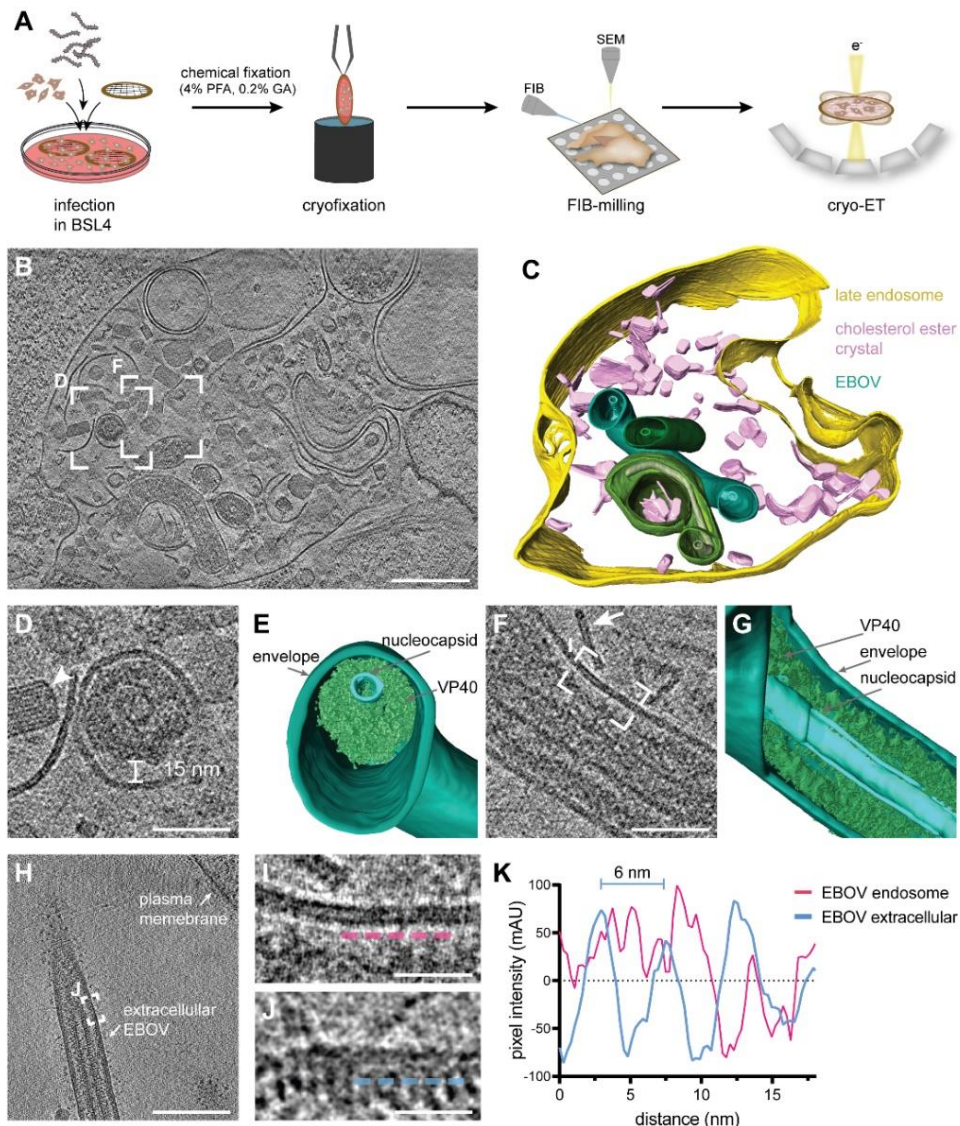 A
chemical fixation
(4% PFA, 0.2% GA)
SEM
FIB
e-
infection
in BSL4
cryofixation
FIB-milling
cryo-ET
B
D
F
C
late endosome
cholesterol ester
crystal
EBOV
D
15 nm
E
envelope
nucleocapsid
VP40
F
I
G
VP40
envelope
nucleocapsid
H
plasma
memebrane
J
extracellullar
EBOV
I
J
K
6 nm
EBOV endosome
EBOV extracellular
pixel intensity (mAU)
100
50
0
-50
-100
0
5
10
15
distance (nm)